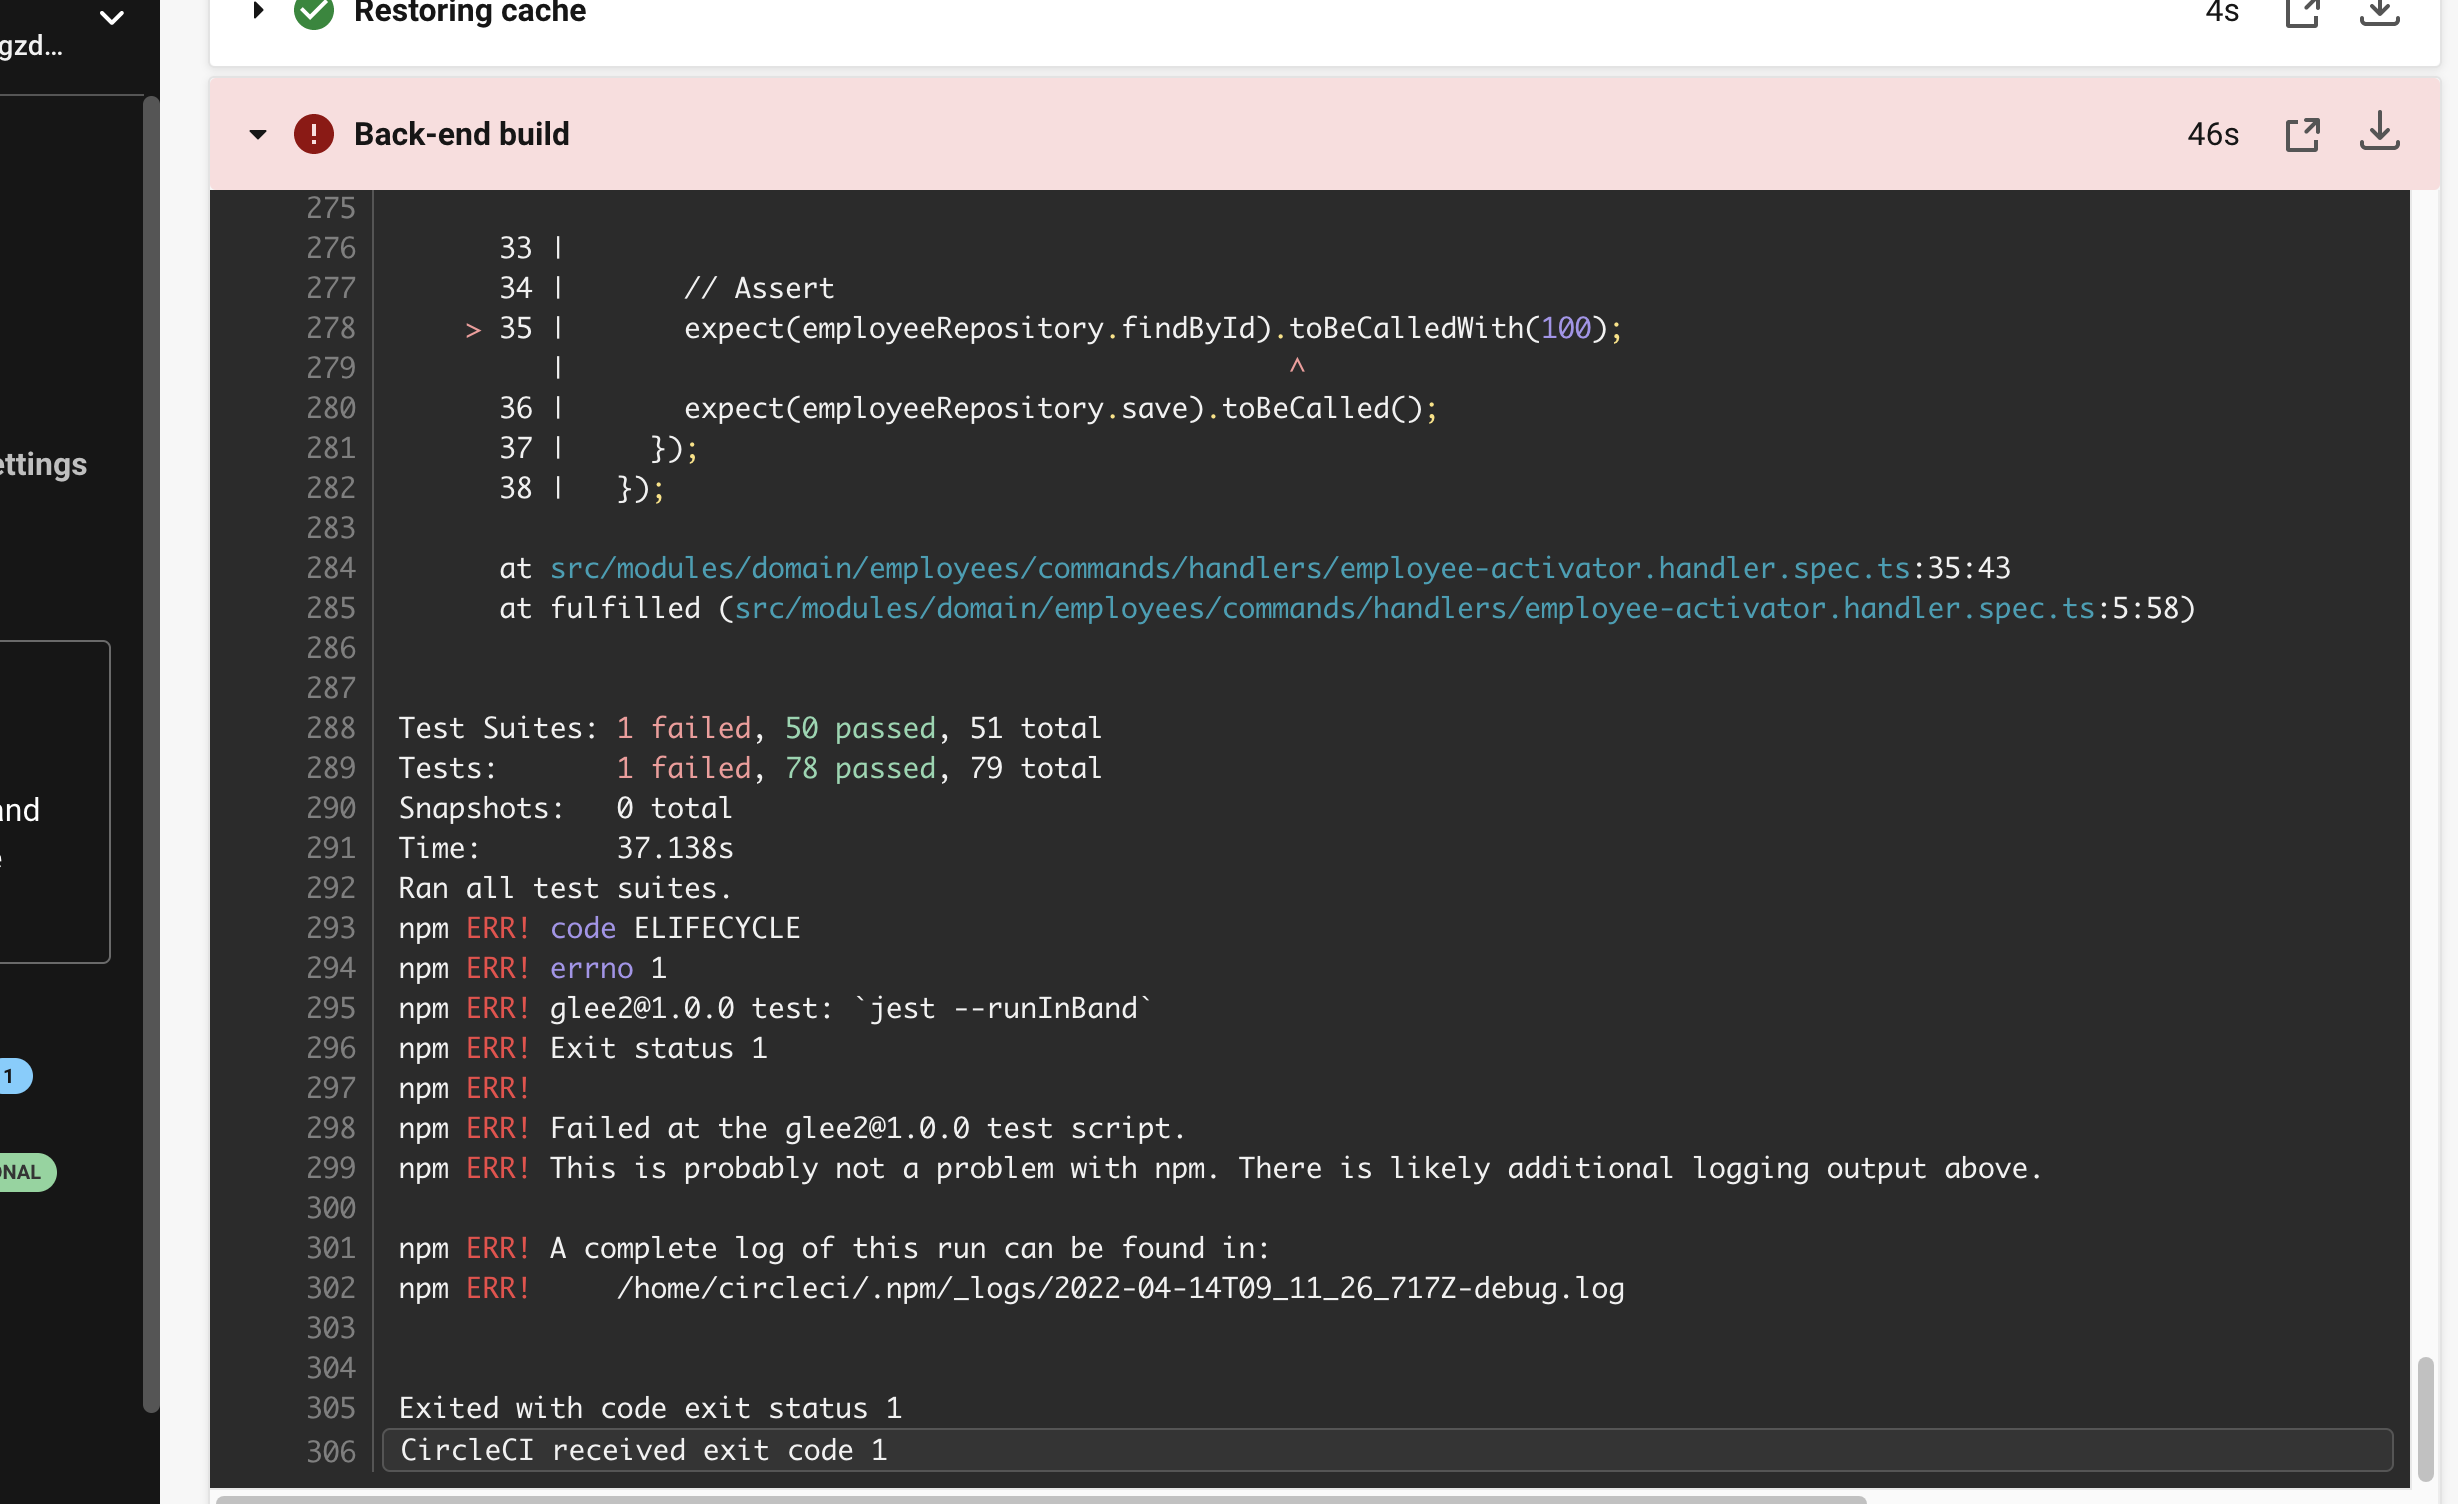 Restoring cache 4s
gzd...
Back-end build 46s
275
276 33 |
277 34 | // Assert
278 > 35 | expect(employeeRepository.findById).toBeCalledWith(100);
279 | ^
280 36 | expect(employeeRepository.save).toBeCalled();
281 37 | });
282 38 | });
283
284 at src/modules/domain/employees/commands/handlers/employee-activator.handler.spec.ts:35:43
285 at fulfilled (src/modules/domain/employees/commands/handlers/employee-activator.handler.spec.ts:5:58)
286
287
288 Test Suites: 1 failed, 50 passed, 51 total
289 Tests: 1 failed, 78 passed, 79 total
290 Snapshots: 0 total
291 Time: 37.138s
292 Ran all test suites.
293 npm ERR! code ELIFECYCLE
294 npm ERR! errno 1
295 npm ERR! glee2@1.0.0 test: `jest --runInBand`
296 npm ERR! Exit status 1
297 npm ERR!
298 npm ERR! Failed at the glee2@1.0.0 test script.
299 npm ERR! This is probably not a problem with npm. There is likely additional logging output above.
300
301 npm ERR! A complete log of this run can be found in:
302 npm ERR! /home/circleci/.npm/_logs/2022-04-14T09_11_26_717Z-debug.log
303
304
305 Exited with code exit status 1
306 CircleCI received exit code 1
ettings
and
1
ONAL